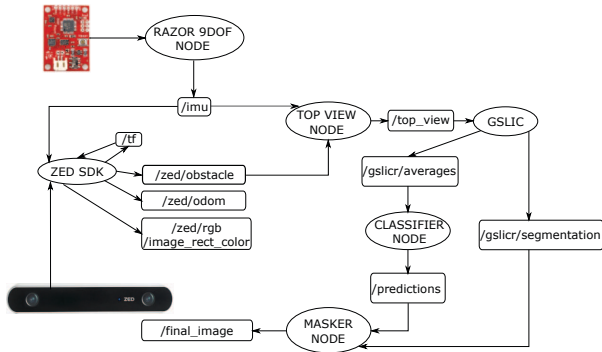 RAZOR 9DOF
NODE
/imu
TOP VIEW
NODE
/top_view
GSLIC
/tf
ZED SDK
/zed/obstacle
/zed/odom
/zed/rgb
/image_rect_color
/gslicr/averages
CLASSIFIER
NODE
/gslicr/segmentation
/predictions
ZED
MASKER
NODE
/final_image